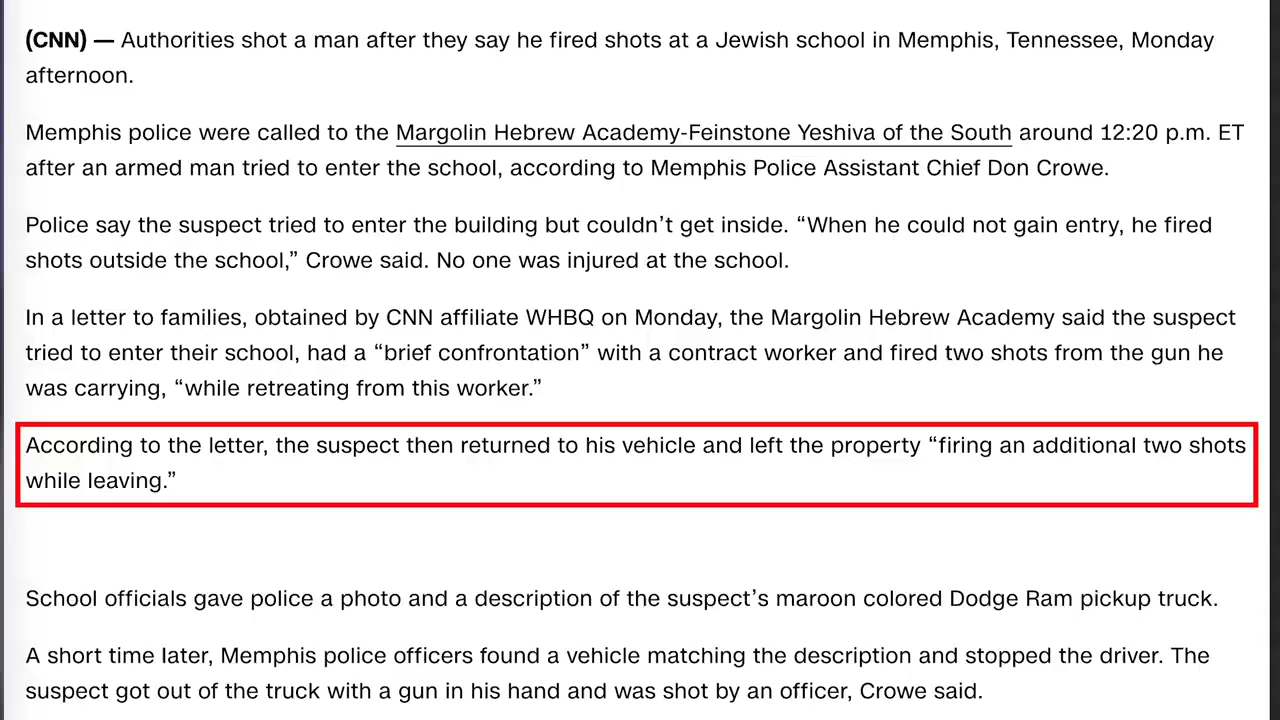 (CNN) — Authorities shot a man after they say he fired shots at a Jewish school in Memphis, Tennessee, Monday
afternoon.
Memphis police were called to the Margolin Hebrew Academy-Feinstone Yeshiva of the South around 12:20 p.m. ET
after an armed man tried to enter the school, according to Memphis Police Assistant Chief Don Crowe.
Police say the suspect tried to enter the building but couldn’t get inside. “When he could not gain entry, he fired
shots outside the school,” Crowe said. No one was injured at the school.
In a letter to families, obtained by CNN affiliate WHBQ on Monday, the Margolin Hebrew Academy said the suspect
tried to enter their school, had a “brief confrontation” with a contract worker and fired two shots from the gun he
was carrying, “while retreating from this worker.”
According to the letter, the suspect then returned to his vehicle and left the property “firing an additional two shots
while leaving.”
School officials gave police a photo and a description of the suspect’s maroon colored Dodge Ram pickup truck.
A short time later, Memphis police officers found a vehicle matching the description and stopped the driver. The
suspect got out of the truck with a gun in his hand and was shot by an officer, Crowe said.